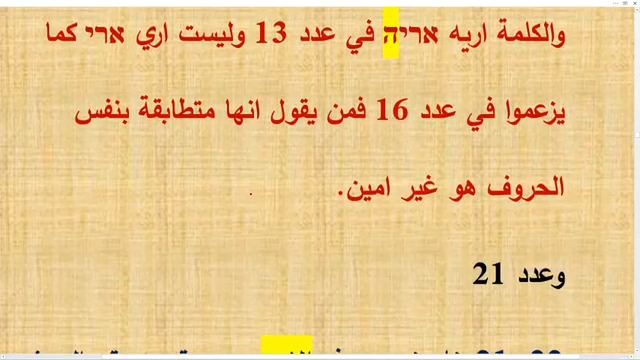 والكلمة اريه אריה في عدد 13 وليست اري ארי كما
يزعموا في عدد 16 فمن يقول انها متطابقة بنفس
الحروف هو غير امين.
وعدد 21